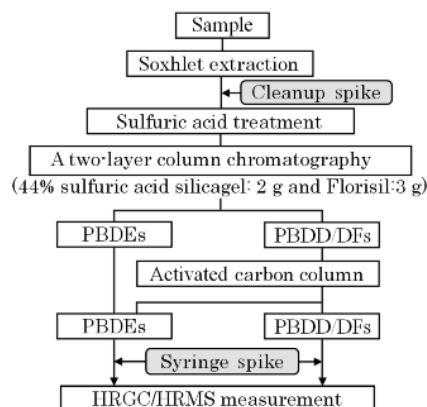 Sample
Soxhlet extraction
Cleanup spike
Sulfuric acid treatment
A two-layer column chromatography
(44% sulfuric acid silicagel: 2 g and Florisil:3 g)
PBDEs PBDD/DFs
Activated carbon column
PBDEs PBDD/DFs
Syringe spike
HRGC/HRMS measurement